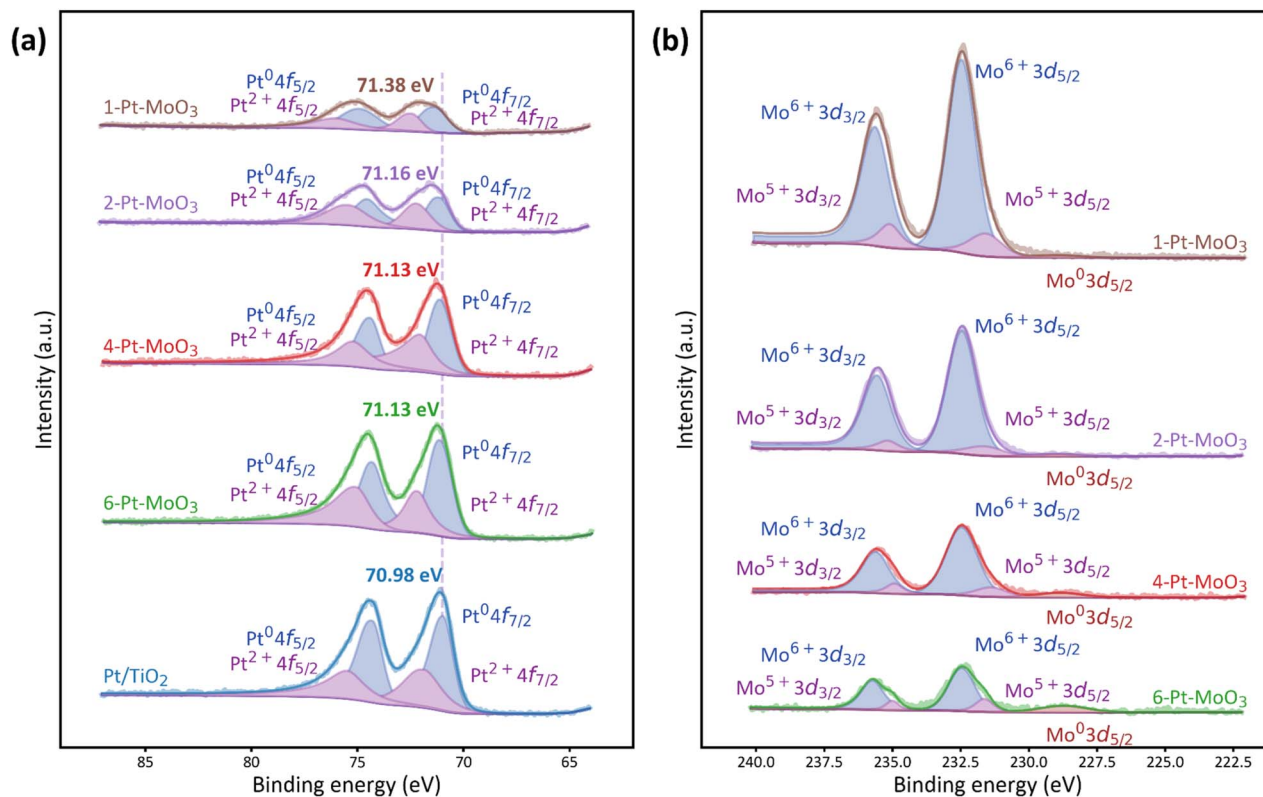 (a)
Intensity (a.u.)
71.38 eV
Pt⁰4f₅/₂
Pt²⁺4f₅/₂
Pt⁰4f₇/₂
Pt²⁺4f₇/₂
1-Pt-MoO₃
71.16 eV
Pt⁰4f₅/₂
Pt²⁺4f₅/₂
Pt⁰4f₇/₂
Pt²⁺4f₇/₂
2-Pt-MoO₃
71.13 eV
Pt⁰4f₅/₂
Pt²⁺4f₅/₂
Pt⁰4f₇/₂
Pt²⁺4f₇/₂
4-Pt-MoO₃
71.13 eV
Pt⁰4f₅/₂
Pt²⁺4f₅/₂
Pt⁰4f₇/₂
Pt²⁺4f₇/₂
6-Pt-MoO₃
70.98 eV
Pt⁰4f₅/₂
Pt²⁺4f₅/₂
Pt⁰4f₇/₂
Pt²⁺4f₇/₂
Pt/TiO₂
85 80 75 70 65
Binding energy (eV)
(b)
Intensity (a.u.)
Mo⁶⁺3d₅/₂
Mo⁶⁺3d₃/₂
Mo⁵⁺3d₃/₂
Mo⁵⁺3d₅/₂
1-Pt-MoO₃
Mo⁰3d₅/₂
Mo⁶⁺3d₅/₂
Mo⁶⁺3d₃/₂
Mo⁵⁺3d₃/₂
Mo⁵⁺3d₅/₂
2-Pt-MoO₃
Mo⁰3d₅/₂
Mo⁶⁺3d₅/₂
Mo⁶⁺3d₃/₂
Mo⁵⁺3d₃/₂
Mo⁵⁺3d₅/₂
4-Pt-MoO₃
Mo⁰3d₅/₂
Mo⁶⁺3d₅/₂
Mo⁶⁺3d₃/₂
Mo⁵⁺3d₃/₂
Mo⁵⁺3d₅/₂
6-Pt-MoO₃
Mo⁰3d₅/₂
240.0 237.5 235.0 232.5 230.0 227.5 225.0 222.5
Binding energy (eV)